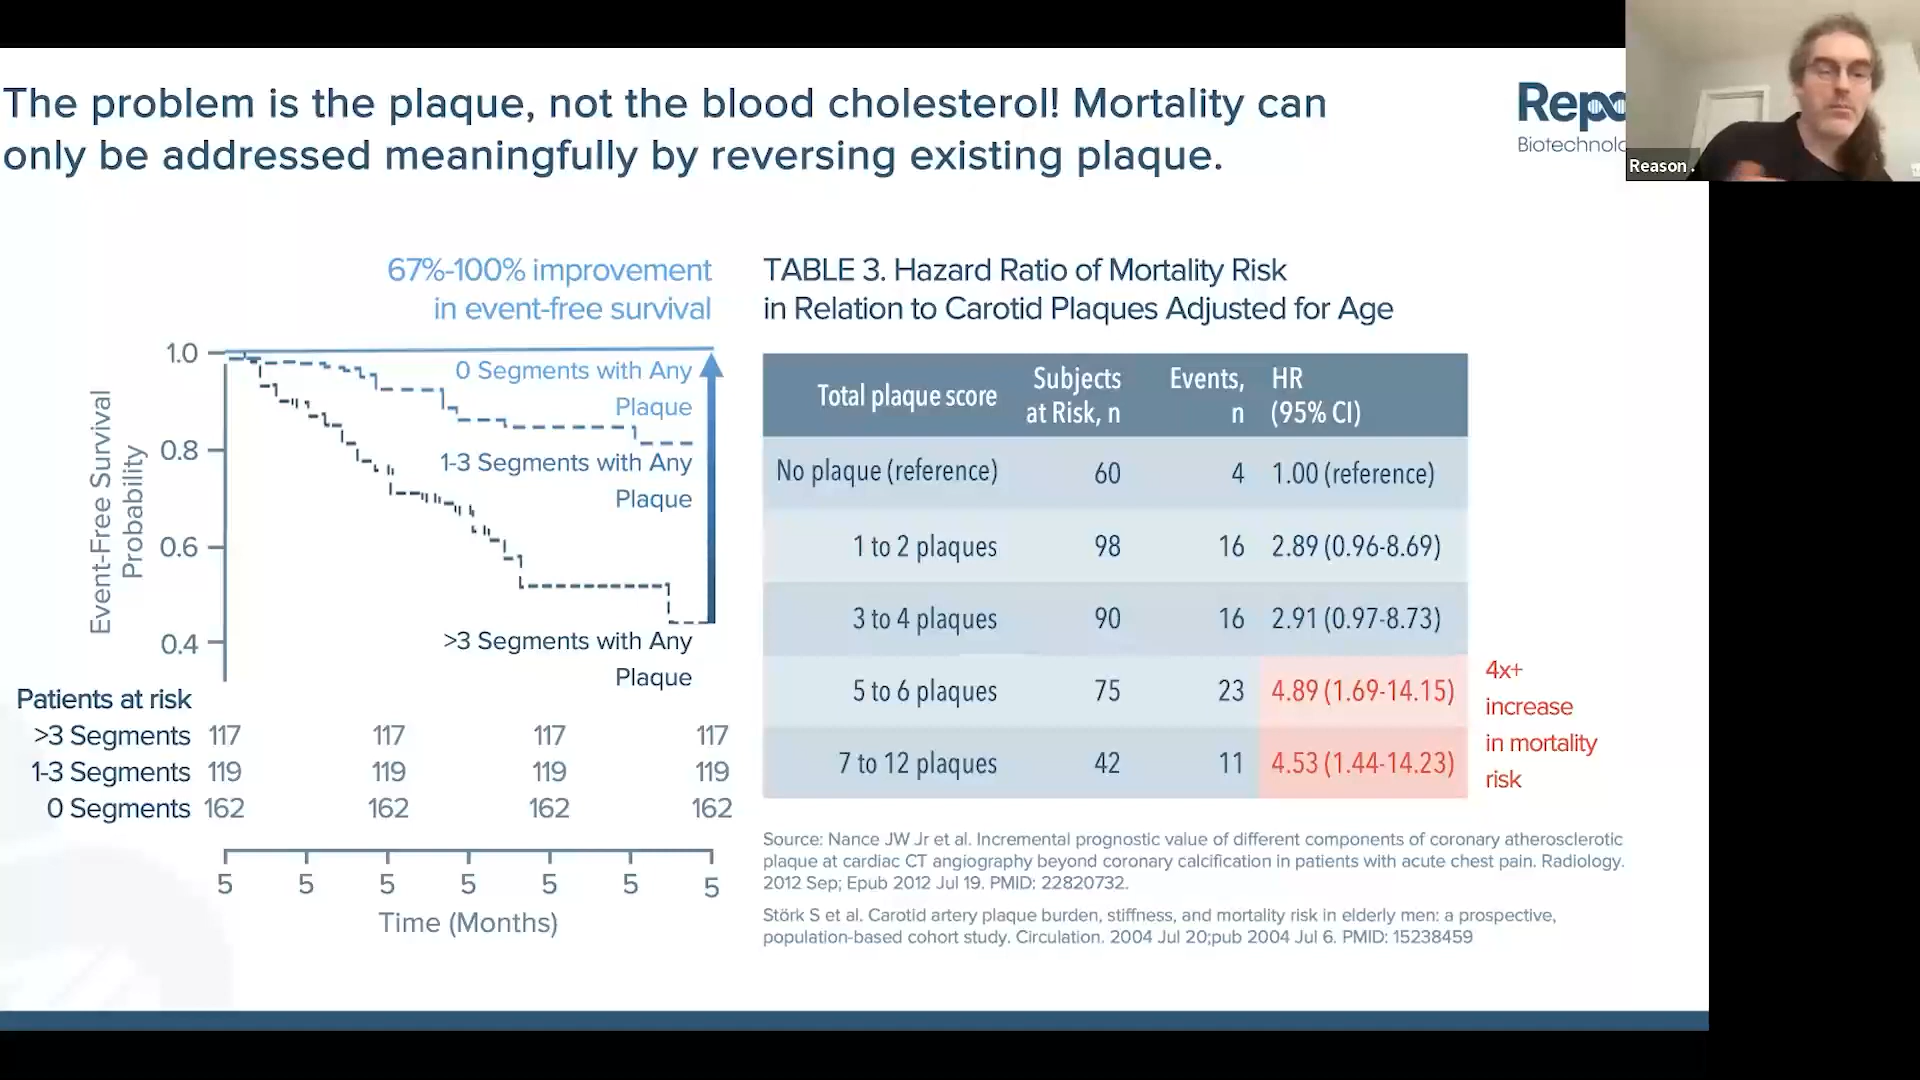 The problem is the plaque, not the blood cholesterol! Mortality can
only be addressed meaningfully by reversing existing plaque.
Biotechnolo
Reason .
67%-100% improvement
in event-free survival
1.0
0.8
0.6
0.4
Event-Free Survival
Probability
0 Segments with Any
Plaque
1-3 Segments with Any
Plaque
>3 Segments with Any
Plaque
Patients at risk
>3 Segments 117 117 117 117
1-3 Segments 119 119 119 119
0 Segments 162 162 162 162
5 5 5 5 5 5 5
Time (Months)
TABLE 3. Hazard Ratio of Mortality Risk
in Relation to Carotid Plaques Adjusted for Age
Total plaque score Subjects at Risk, n Events, n HR (95% CI)
No plaque (reference) 60 4 1.00 (reference)
1 to 2 plaques 98 16 2.89 (0.96-8.69)
3 to 4 plaques 90 16 2.91 (0.97-8.73)
5 to 6 plaques 75 23 4.89 (1.69-14.15)
7 to 12 plaques 42 11 4.53 (1.44-14.23)
4x+
increase
in mortality
risk
Source: Nance JW Jr et al. Incremental prognostic value of different components of coronary atherosclerotic
plaque at cardiac CT angiography beyond coronary calcification in patients with acute chest pain. Radiology.
2012 Sep; Epub 2012 Jul 19. PMID: 22820732.
Störk S et al. Carotid artery plaque burden, stiffness, and mortality risk in elderly men: a prospective,
population-based cohort study. Circulation. 2004 Jul 20;pub 2004 Jul 6. PMID: 15238459